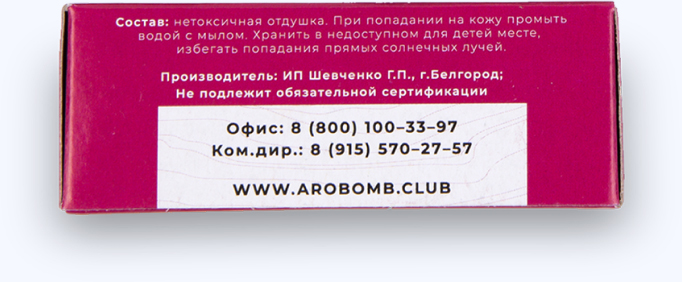 Состав: нетоксичная отдушка. При попадании на кожу промыть
водой с мылом. Хранить в недоступном для детей месте,
избегать попадания прямых солнечных лучей.
Производитель: ИП Шевченко Г.П., г.Белгород;
Не подлежит обязательной сертификации
Офис: 8 (800) 100–33–97
Ком.дир.: 8 (915) 570–27–57
WWW.AROBOMB.CLUB